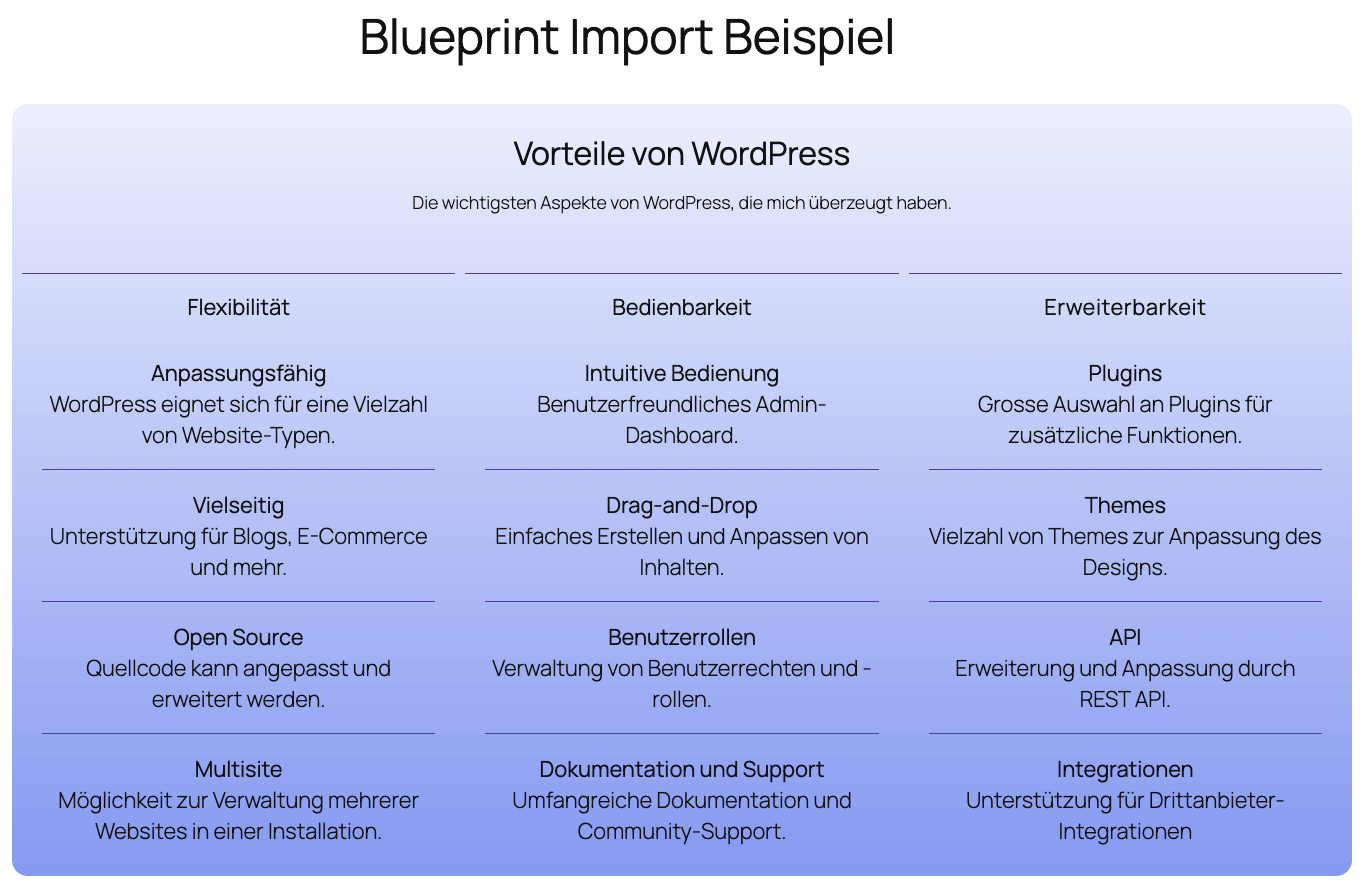 Blueprint Import Beispiel
Vorteile von WordPress
Die wichtigsten Aspekte von WordPress, die mich überzeugt haben.
Flexibilität
Anpassungsfähig
WordPress eignet sich für eine Vielzahl
von Website-Typen.
Vielseitig
Unterstützung für Blogs, E-Commerce
und mehr.
Open Source
Quellcode kann angepasst und
erweitert werden.
Multisite
Möglichkeit zur Verwaltung mehrerer
Websites in einer Installation.
Bedienbarkeit
Intuitive Bedienung
Benutzerfreundliches Admin-
Dashboard.
Drag-and-Drop
Einfaches Erstellen und Anpassen von
Inhalten.
Benutzerrollen
Verwaltung von Benutzerrechten und -
rollen.
Dokumentation und Support
Umfangreiche Dokumentation und
Community-Support.
Erweiterbarkeit
Plugins
Grosse Auswahl an Plugins für
zusätzliche Funktionen.
Themes
Vielzahl von Themes zur Anpassung des
Designs.
API
Erweiterung und Anpassung durch
REST API.
Integrationen
Unterstützung für Drittanbieter-
Integrationen